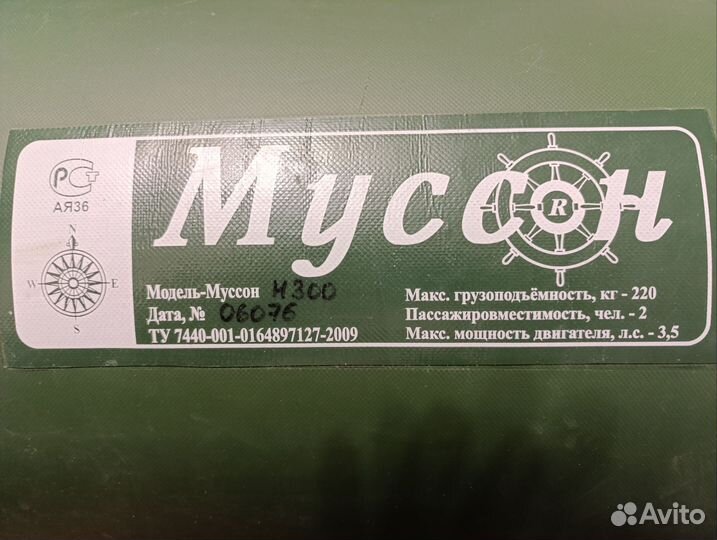 РСТ
АЯ36
Муссон
R
N
W E
S
Модель-Муссон Н300
Дата, № 06076
ТУ 7440-001-0164897127-2009
Макс. грузоподъёмность, кг - 220
Пассажировместимость, чел. - 2
Макс. мощность двигателя, л.с. - 3,5
Avito